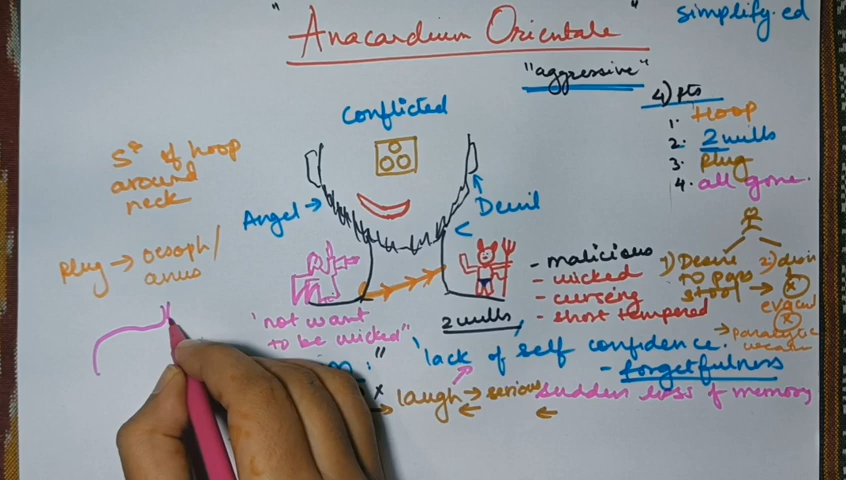 "Anacardium Orientale"
simplify.ed
"aggressive"
4) pts
1. Hoop
2. 2 wills
3. Plug
4. all gone.
Conflicted
S* of hoop
around
neck
Angel →
Devil
Plug → oesoph/
anus
- malicious
- wicked
- cursing
- short tempered
1) Desire
to pass
stool →
2) desire
evacu
→ paralytic
"not want
to be wicked"
2 wills
'lack of self confidence.
- forgetfulness
x
laugh → serious
sudden loss of memory